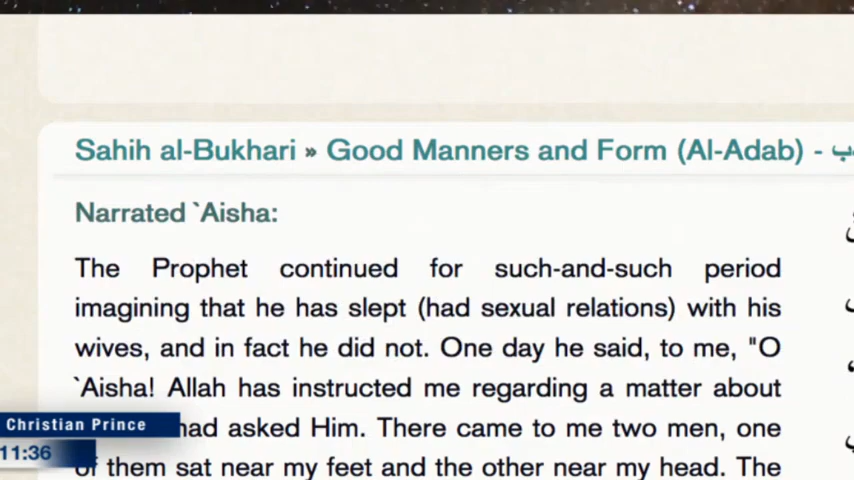 Sahih al-Bukhari » Good Manners and Form (Al-Adab) -
Narrated `Aisha:
The Prophet continued for such-and-such period
imagining that he has slept (had sexual relations) with his
wives, and in fact he did not. One day he said, to me, "O
`Aisha! Allah has instructed me regarding a matter about
had asked Him. There came to me two men, one
of them sat near my feet and the other near my head. The
Christian Prince
11:36